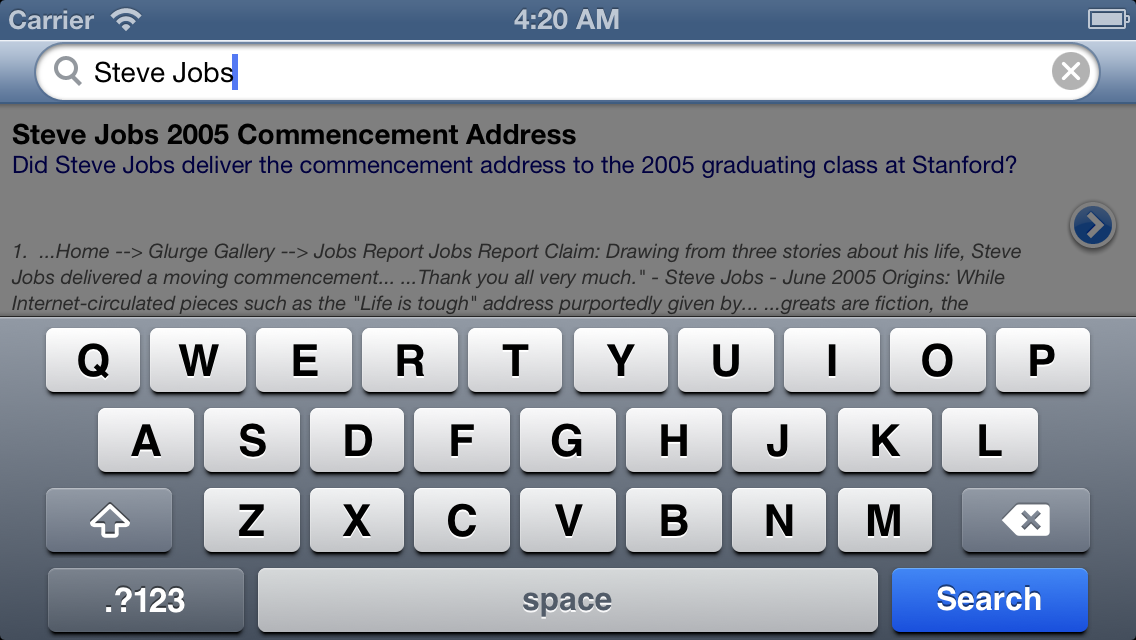 Carrier 4:20 AM
Steve Jobs
Steve Jobs 2005 Commencement Address
Did Steve Jobs deliver the commencement address to the 2005 graduating class at Stanford?
1. ...Home --> Glurge Gallery --> Jobs Report Jobs Report Claim: Drawing from three stories about his life, Steve
Jobs delivered a moving commencement... ...Thank you all very much." - Steve Jobs - June 2005 Origins: While
Internet-circulated pieces such as the "Life is tough" address purportedly given by... ...greats are fiction, the
Q W E R T Y U I O P
A S D F G H J K L
Z X C V B N M
.?123 space Search